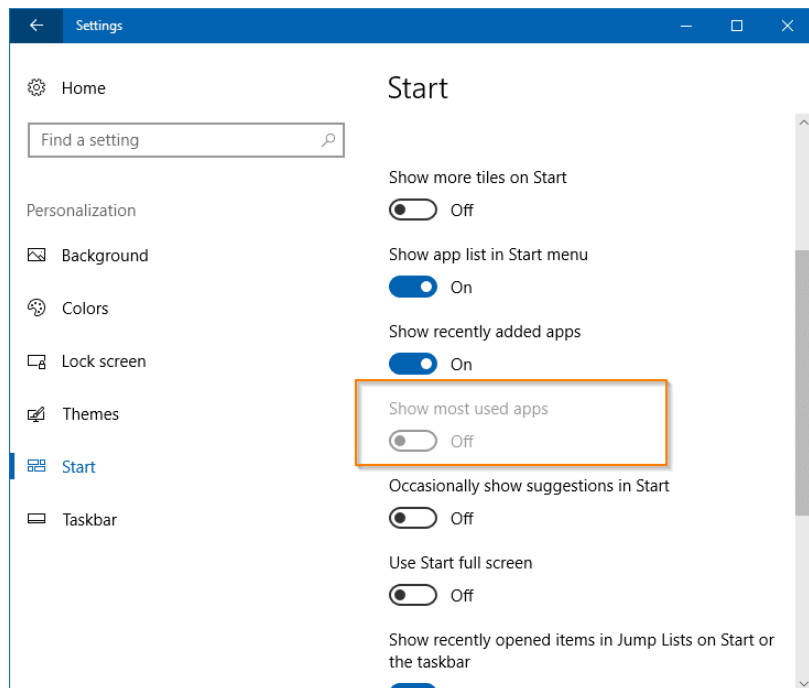 Settings
Home
Start
Find a setting
Personalization
Background
Colors
Lock screen
Themes
Start
Taskbar
Show more tiles on Start
Off
Show app list in Start menu
On
Show recently added apps
On
Show most used apps
Off
Occasionally show suggestions in Start
Off
Use Start full screen
Off
Show recently opened items in Jump Lists on Start or
the taskbar